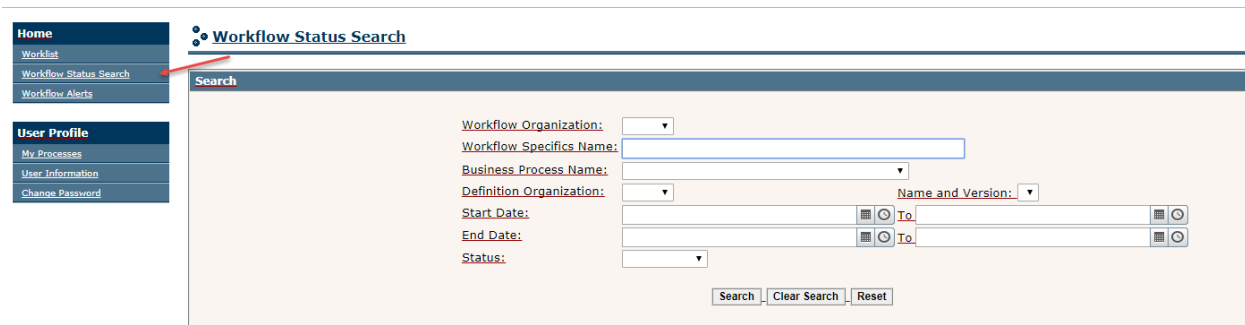 Home
Worklist
Workflow Status Search
Workflow Alerts
User Profile
My Processes
User Information
Change Password
Workflow Status Search
Search
Workflow Organization:
Workflow Specifics Name:
Business Process Name:
Definition Organization: Name and Version:
Start Date: To
End Date: To
Status:
Search Clear Search Reset